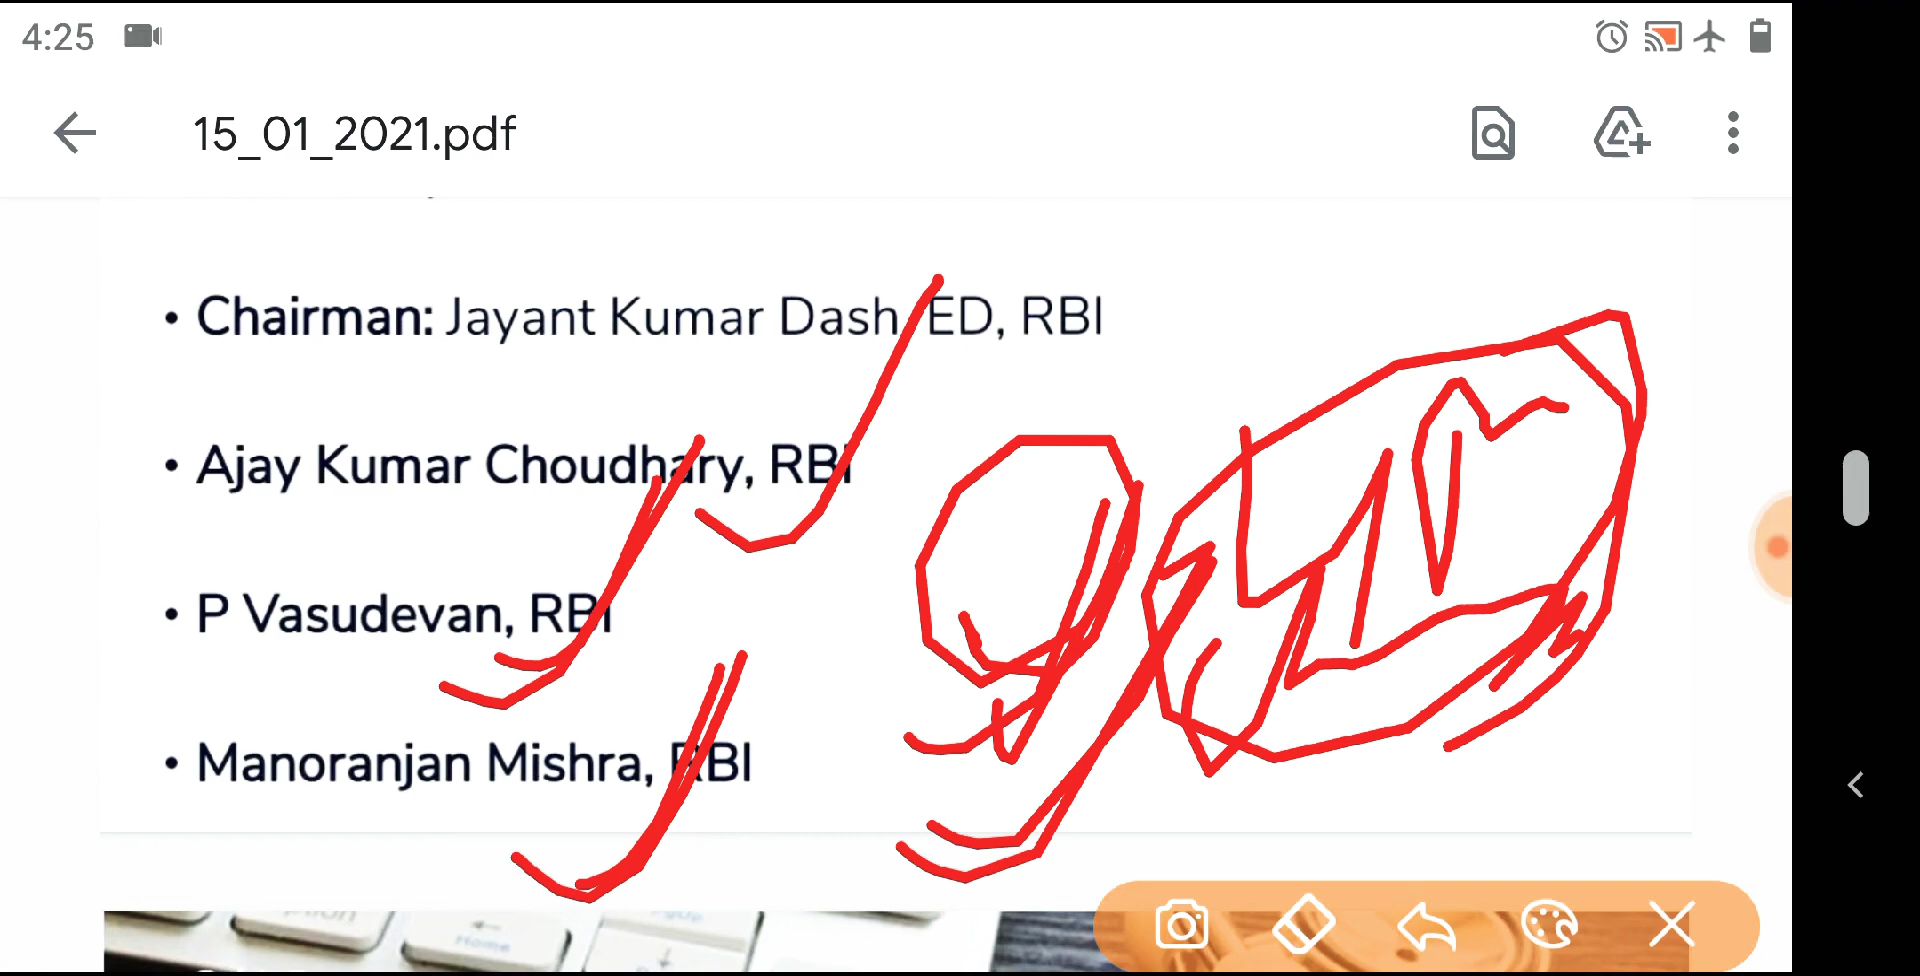 4:25
15_01_2021.pdf
• Chairman: Jayant Kumar Dash, ED, RBI
• Ajay Kumar Choudhary, RBI
• P Vasudevan, RBI
• Manoranjan Mishra, RBI
Home